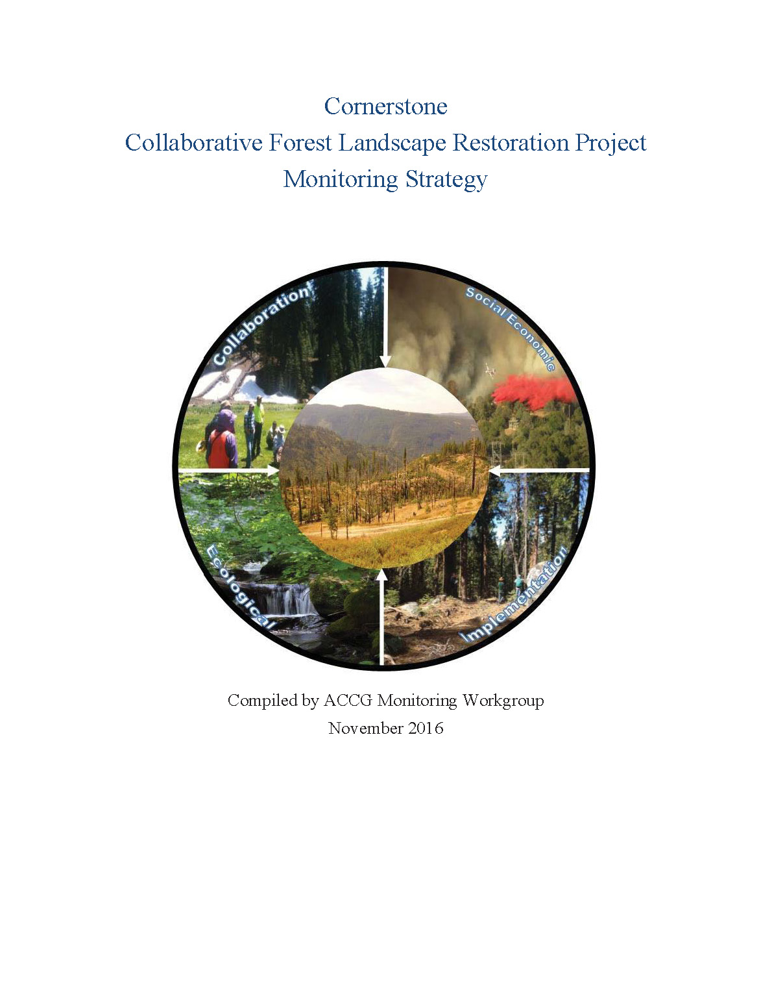 Cornerstone
Collaborative Forest Landscape Restoration Project
Monitoring Strategy
Collaboration
Social Economic
Ecological
Implementation
Compiled by ACCG Monitoring Workgroup
November 2016